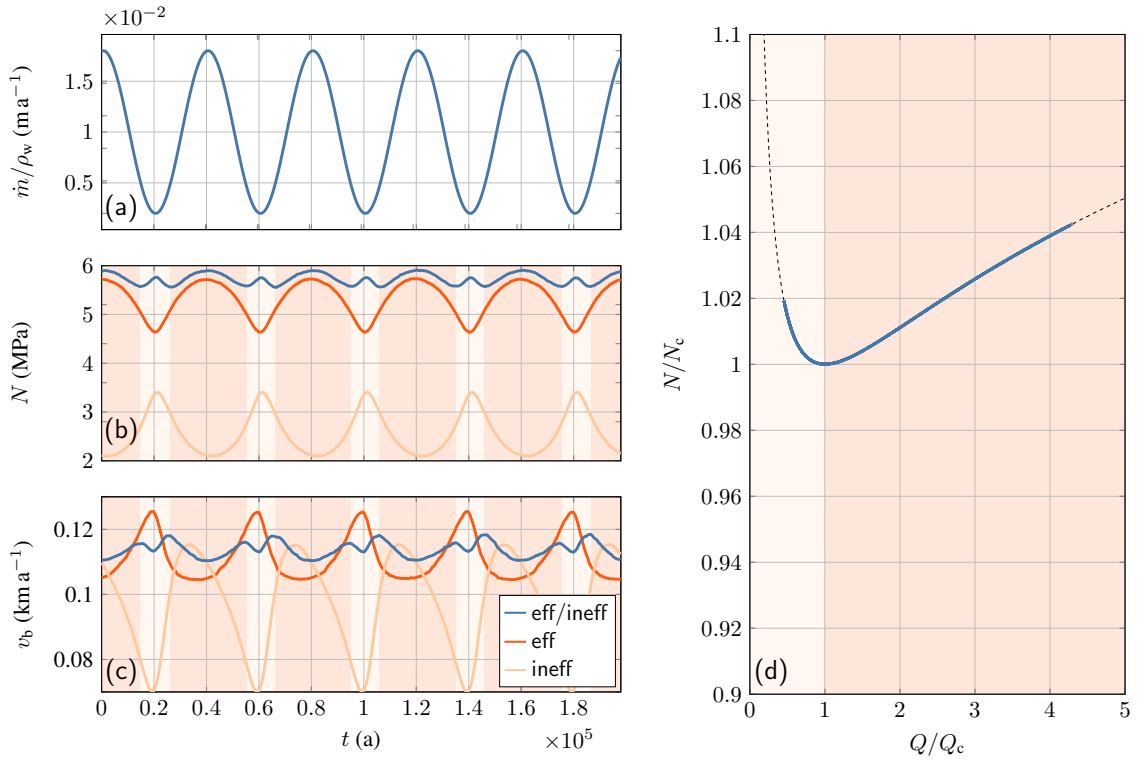 ×10−2
1.5
1
0.5
ṁ/ρw (m a−1)
(a)
6
5
4
3
2
N (MPa)
(b)
0.12
0.1
0.08
vb (km a−1)
(c)
eff/ineff
eff
ineff
0 0.2 0.4 0.6 0.8 1 1.2 1.4 1.6 1.8
t (a)
×105
1.1
1.08
1.06
1.04
1.02
1
0.98
0.96
0.94
0.92
0.9
N/Nc
(d)
0 1 2 3 4 5
Q/Qc